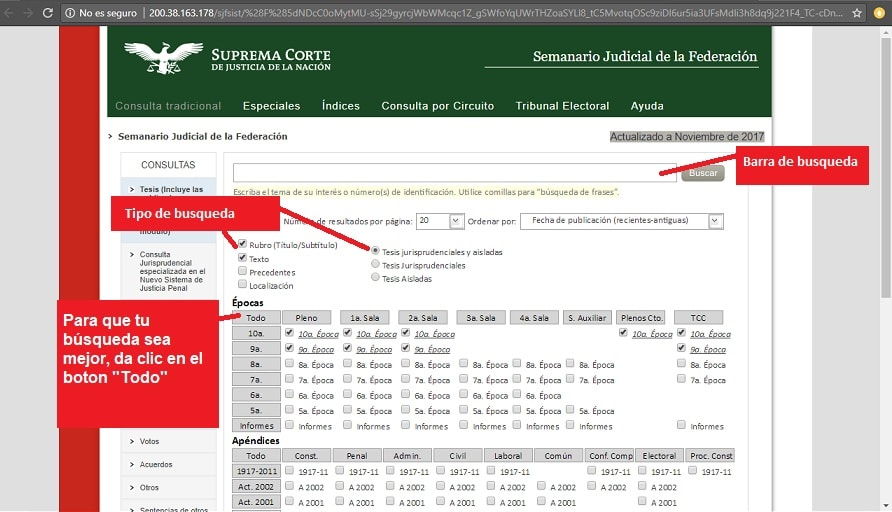 No es seguro | 200.38.163.178/sjfsist/%28F%285dNDcC0oMytMU-sSj29gyrcjWbWMcqc1Z_gSWfoYqUWrTHZoaSYLl8_tC5MvotqOSc9ziDl6ur5ia3UFsMdli3h8dq9j221F4_TC-cDn...
SUPREMA CORTE
DE JUSTICIA DE LA NACIÓN
Semanario Judicial de la Federación
Consulta tradicional Especiales Índices Consulta por Circuito Tribunal Electoral Ayuda
> Semanario Judicial de la Federación
Actualizado a Noviembre de 2017
CONSULTAS
Barra de busqueda
Buscar
> Tesis (Incluye las
Escriba el tema de su interés o número(s) de identificación. Utilice comillas para "búsqueda de frases".
Tipo de busqueda
Número de resultados por página: 20 Ordenar por: Fecha de publicación (recientes-antiguas)
módulo)
Rubro (Título/Subtítulo)
Texto
Precedentes
Localización
Tesis jurisprudenciales y aisladas
Tesis Jurisprudenciales
Tesis Aisladas
> Consulta
Jurisprudencial
especializada en el
Nuevo Sistema de
Justicia Penal
Para que tu
búsqueda sea
mejor, da clic en el
boton "Todo"
Épocas
Todo Pleno 1a. Sala 2a. Sala 3a. Sala 4a. Sala S. Auxiliar Plenos Cto. TCC
10a. 10a. Época 10a. Época 10a. Época 10a. Época 10a. Época
9a. 9a. Época 9a. Época 9a. Época 9a. Época
8a. 8a. Época 8a. Época 8a. Época 8a. Época 8a. Época 8a. Época 8a. Época
7a. 7a. Época 7a. Época 7a. Época 7a. Época 7a. Época 7a. Época 7a. Época
6a. 6a. Época 6a. Época 6a. Época 6a. Época 6a. Época
5a. 5a. Época 5a. Época 5a. Época 5a. Época 5a. Época 5a. Época
Informes Informes Informes Informes Informes Informes Informes Informes
Apéndices
Todo Const. Penal Admin. Civil Laboral Común Conf. Comp Electoral Proc. Const
1917-2011 1917-11 1917-11 1917-11 1917-11 1917-11 1917-11 1917-11 1917-11
Act. 2002 A 2002 A 2002 A 2002 A 2002 A 2002 A 2002 A 2002 A 2002
Act. 2001 A 2001 A 2001 A 2001 A 2001 A 2001 A 2001 A 2001
> Votos
> Acuerdos
> Otros
> Sentencias de otros